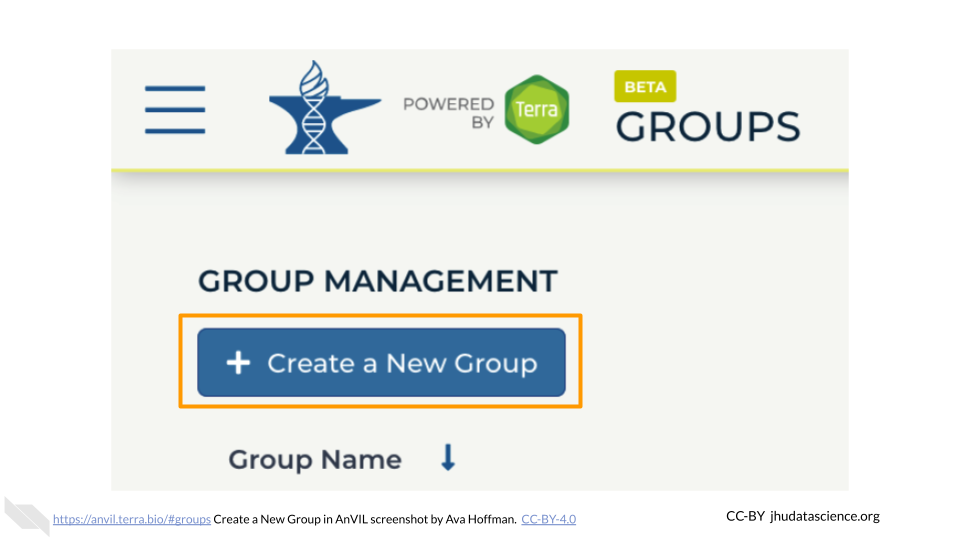 POWERED
BY
Terra
BETA
GROUPS
GROUP MANAGEMENT
+ Create a New Group
Group Name ↓
https://anvil.terra.bio/#groups Create a New Group in AnVIL screenshot by Ava Hoffman. CC-BY-4.0
CC-BY jhudatascience.org